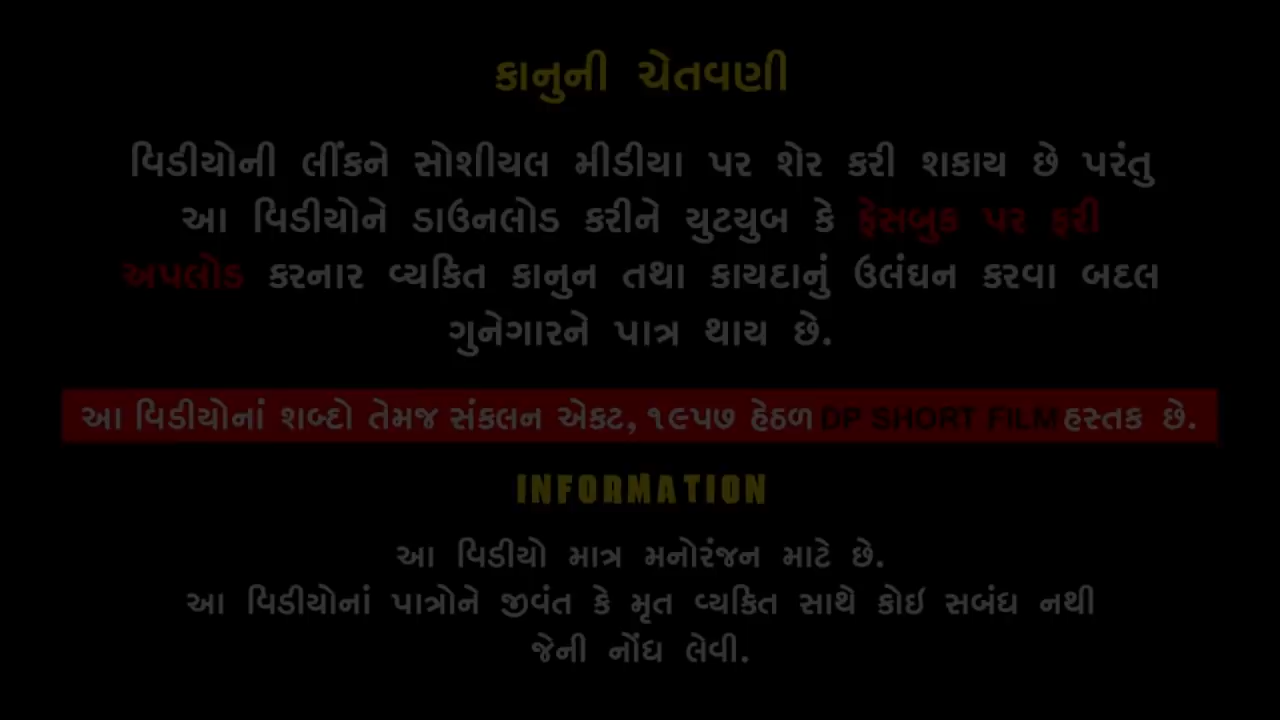 કાનુની ચેતવણી
વિડીયોની લીંકને સોશીયલ મીડીયા પર શેર કરી શકાય છે પરંતુ
આ વિડીયોને ડાઉનલોડ કરીને યુટયુબ કે ફેસબુક પર ફરી
અપલોડ કરનાર વ્યકિત કાનુન તથા કાયદાનું ઉલંઘન કરવા બદલ
ગુનેગારને પાત્ર થાય છે.
આ વિડીયોનાં શબ્દો તેમજ સંકલન એકટ, ૧૯૫૭ હેઠળ DP SHORT FILM હસ્તક છે.
INFORMATION
આ વિડીયો માત્ર મનોરંજન માટે છે.
આ વિડીયોનાં પાત્રોને જીવંત કે મૃત વ્યકિત સાથે કોઇ સબંધ નથી
જેની નોંધ લેવી.